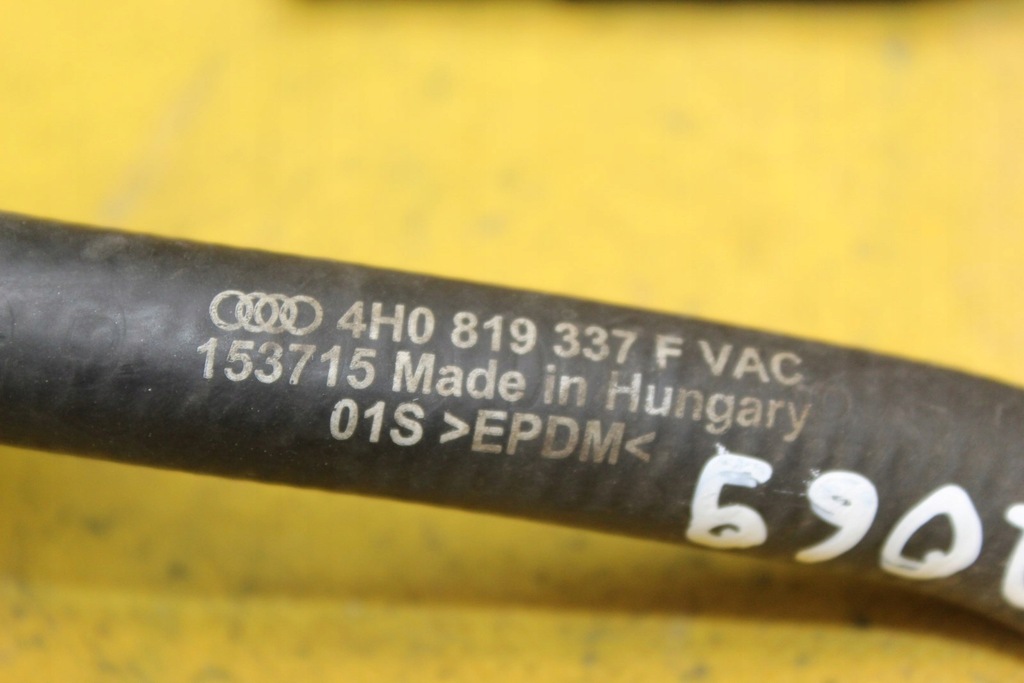 4H0 819 337 F VAC
153715 Made in Hungary
01S >EPDM<